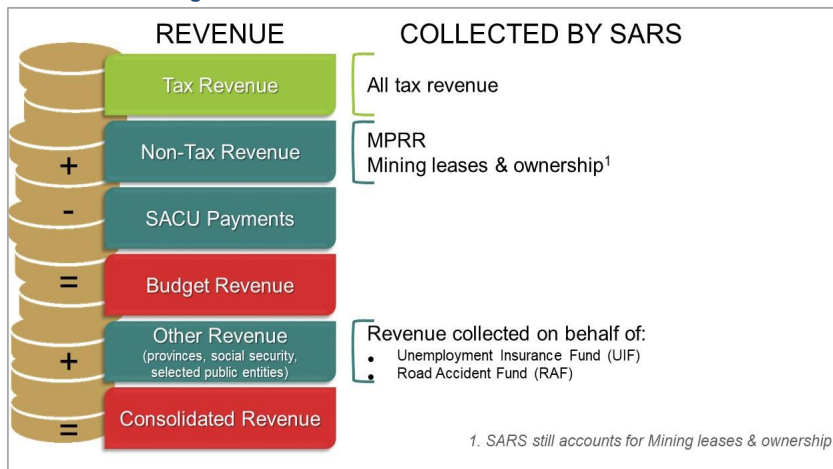 REVENUE COLLECTED BY SARS
Tax Revenue
All tax revenue
+
Non-Tax Revenue
MPRR
Mining leases & ownership1
-
SACU Payments
=
Budget Revenue
+
Other Revenue
(provinces, social security,
selected public entities)
Revenue collected on behalf of:
• Unemployment Insurance Fund (UIF)
• Road Accident Fund (RAF)
=
Consolidated Revenue
1. SARS still accounts for Mining leases & ownership